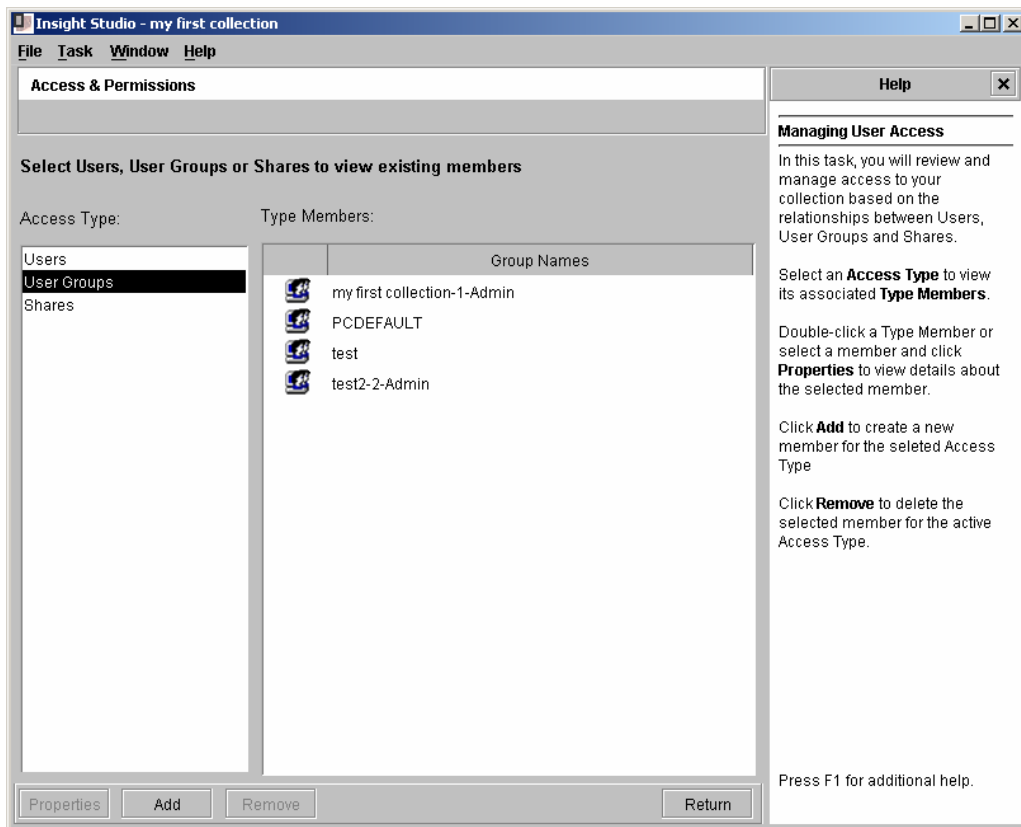 Insight Studio - my first collection
File Task Window Help
Access & Permissions
Select Users, User Groups or Shares to view existing members
Access Type:
Users
User Groups
Shares
Type Members:
Group Names
my first collection-1-Admin
PCDEFAULT
test
test2-2-Admin
Properties
Add
Remove
Return
Help
Managing User Access
In this task, you will review and
manage access to your
collection based on the
relationships between Users,
User Groups and Shares.
Select an Access Type to view
its associated Type Members.
Double-click a Type Member or
select a member and click
Properties to view details about
the selected member.
Click Add to create a new
member for the seleted Access
Type
Click Remove to delete the
selected member for the active
Access Type.
Press F1 for additional help.